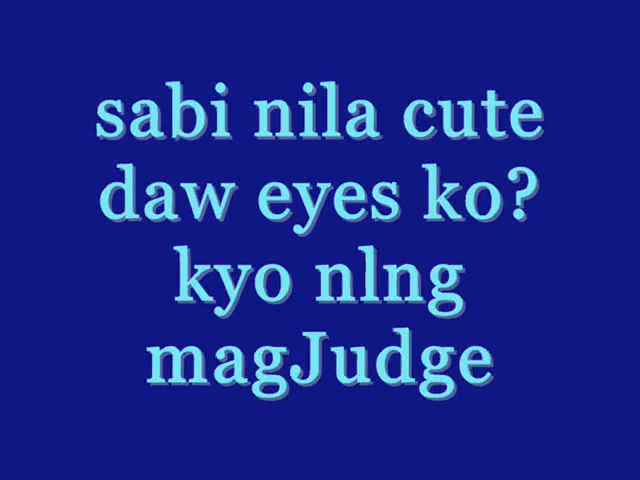 sabi nila cute
daw eyes ko?
kyo nlng
magJudge